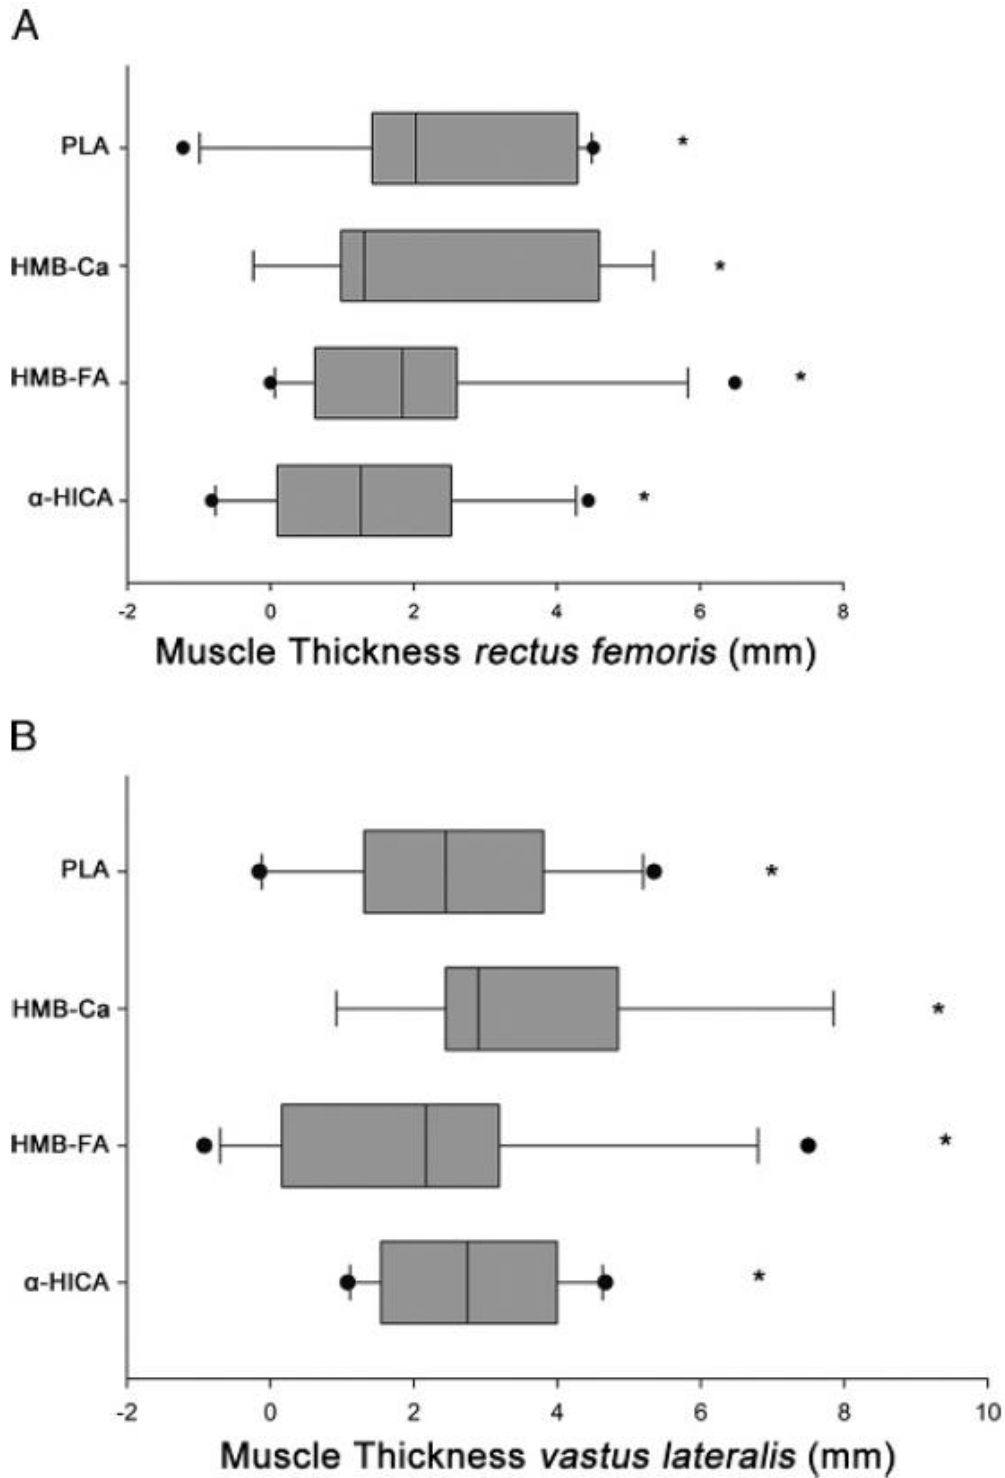 A
PLA
*
HMB-Ca
*
HMB-FA
*
α-HICA
*
-2 0 2 4 6 8
Muscle Thickness rectus femoris (mm)
B
PLA
*
HMB-Ca
*
HMB-FA
*
α-HICA
*
-2 0 2 4 6 8 10
Muscle Thickness vastus lateralis (mm)